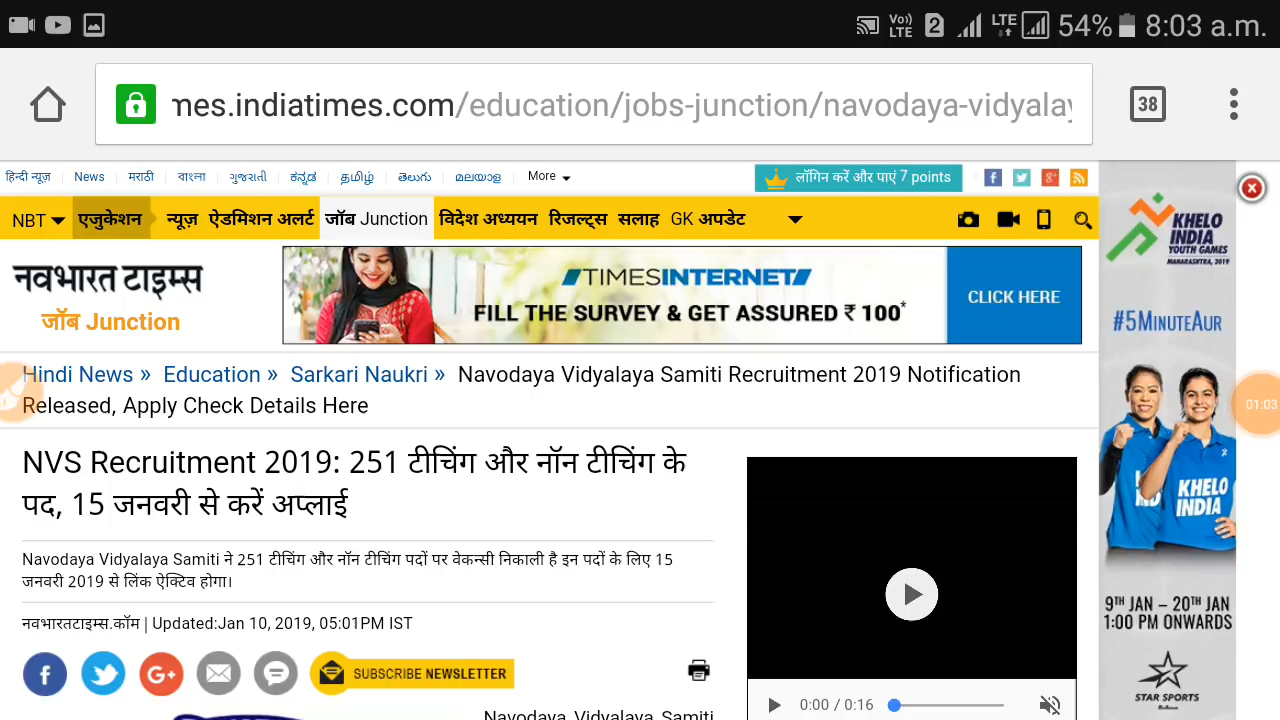 Vo)) LTE 2 LTE 54% 8:03 a.m.
mes.indiatimes.com/education/jobs-junction/navodaya-vidyalay
38
हिन्दी न्यूज़ News मराठी বাংলা ગુજરાતી ಕನ್ನಡ தமிழ் తెలుగు മലയാള More
लॉगिन करें और पाएं 7 points
NBT एजुकेशन न्यूज़ ऐडमिशन अलर्ट जॉब Junction विदेश अध्ययन रिजल्ट्स सलाह GK अपडेट
नवभारत टाइम्स
जॉब Junction
TIMESINTERNET
FILL THE SURVEY & GET ASSURED ₹ 100*
CLICK HERE
Hindi News » Education » Sarkari Naukri » Navodaya Vidyalaya Samiti Recruitment 2019 Notification
Released, Apply Check Details Here
NVS Recruitment 2019: 251 टीचिंग और नॉन टीचिंग के
पद, 15 जनवरी से करें अप्लाई
Navodaya Vidyalaya Samiti ने 251 टीचिंग और नॉन टीचिंग पदों पर वेकन्सी निकाली है इन पदों के लिए 15
जनवरी 2019 से लिंक ऐक्टिव होगा।
नवभारतटाइम्स.कॉम | Updated:Jan 10, 2019, 05:01PM IST
SUBSCRIBE NEWSLETTER
Navodaya Vidyalaya Samiti
0:00 / 0:16
KHELO
INDIA
YOUTH GAMES
MAHARASHTRA, 2019
#5MINUTEAUR
01:03
KHELO
INDIA
9TH JAN – 20TH JAN
1:00 PM ONWARDS
STAR SPORTS